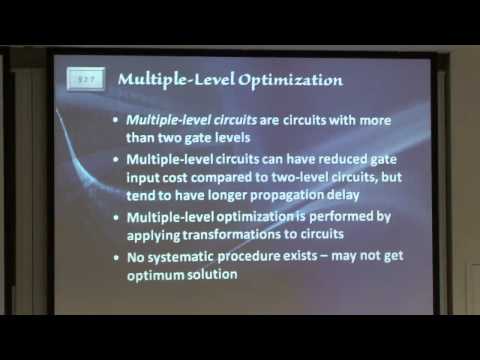 Multiple-Level Optimization
• Multiple-level circuits are circuits with more
than two gate levels
• Multiple-level circuits can have reduced gate
input cost compared to two-level circuits, but
tend to have longer propagation delay
• Multiple-level optimization is performed by
applying transformations to circuits
• No systematic procedure exists – may not get
optimum solution